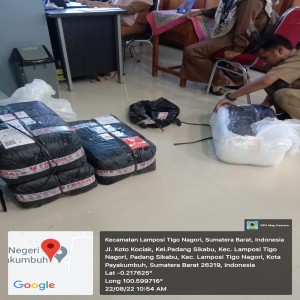 GPS Map Camera
Negeri
akumbuh
Google
Kecamatan Lamposi Tigo Nagori, Sumatera Barat, Indonesia
Jl. Koto Kociak, Kel.Padang Sikabu, Kec. Lamposi Tigo
Nagori, Padang Sikabu, Kec. Lamposi Tigo Nagori, Kota
Payakumbuh, Sumatera Barat 26219, Indonesia
Lat -0.217625°
Long 100.599716°
22/08/22 10:54 AM